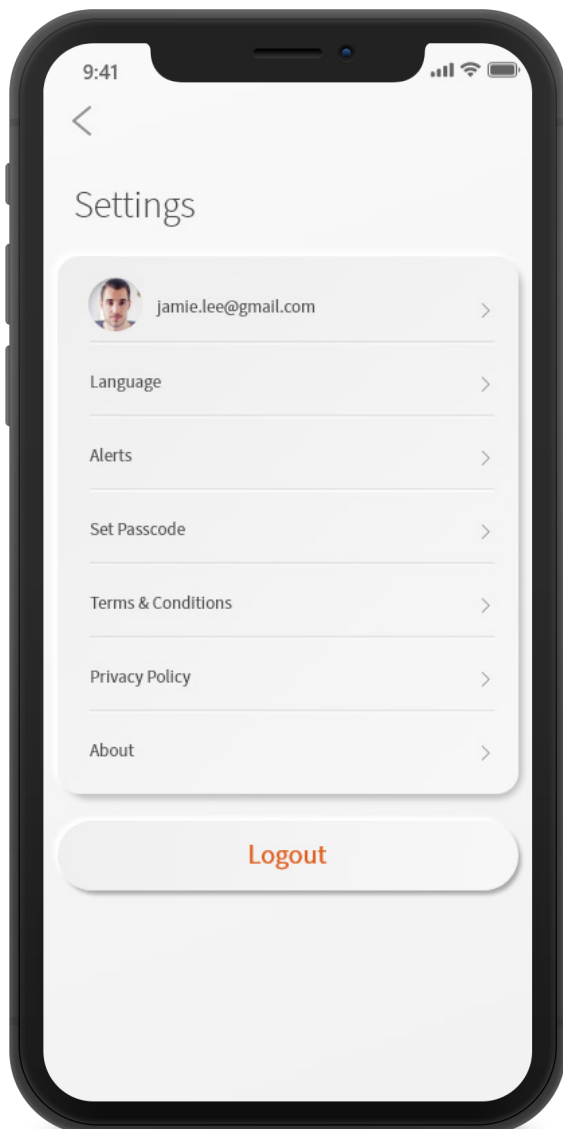 9:41
Settings
jamie.lee@gmail.com
Language
Alerts
Set Passcode
Terms & Conditions
Privacy Policy
About
Logout